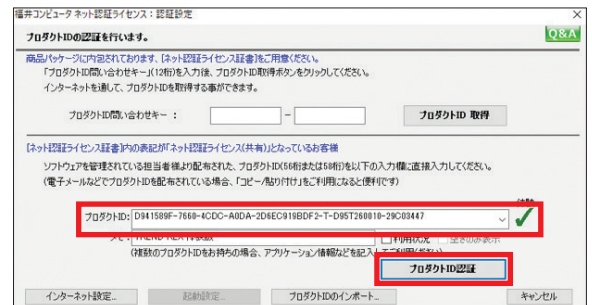 福井コンピュータ ネット認証ライセンス：認証設定
プロダクトIDの認証を行います。
Q&A
商品パッケージに内包されております、[ネット認証ライセンス証書]をご用意ください。
「プロダクトID問い合わせキー」(12桁)を入力後、プロダクトID取得ボタンをクリックしてください。
インターネットを通して、プロダクトIDを取得する事ができます。
プロダクトID問い合わせキー :
-
プロダクトID 取得
[ネット認証ライセンス証書]内の表記が「ネット認証ライセンス(共有)」となっているお客様
ソフトウェアを管理されている担当者様より配布された、プロダクトID(56桁または58桁)を以下の入力欄に直接入力してください。
(電子メールなどでプロダクトIDを配布されている場合、「コピー/貼り付け」をご利用になると便利です)
プロダクトID: D941589F-7660-4CDC-A0DA-2D6EC919BDF2-T-D95T260010-29C03447
(複数のプロダクトIDをお持ちの場合、アプリケーション情報などを記入
プロダクトID認証
インターネット設定...
起動設定...
プロダクトIDのインポート...
キャンセル